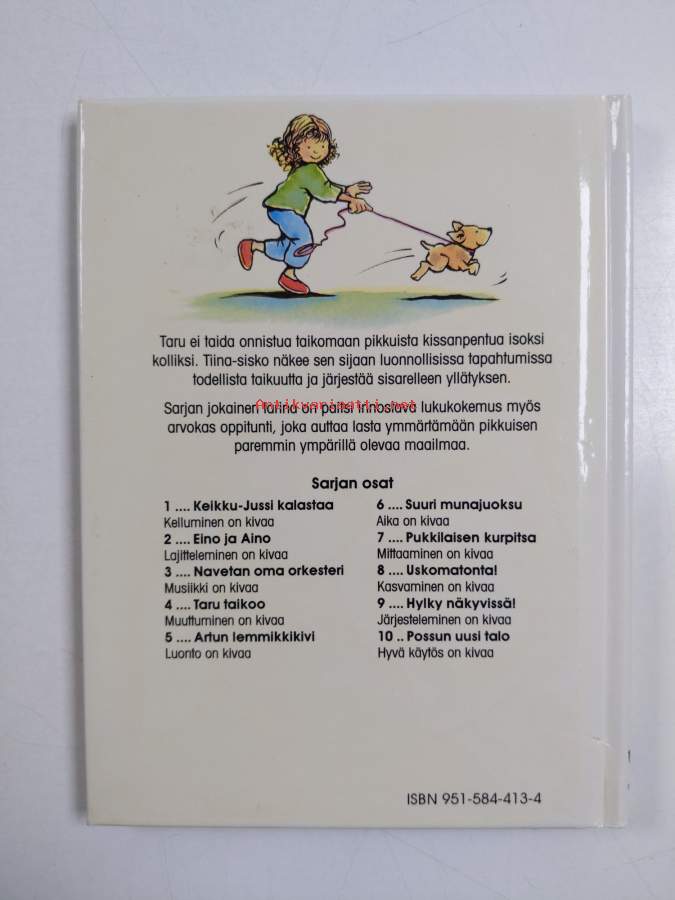 Taru ei taida onnistua taikomaan pikkuista kissanpentua isoksi
kolliksi. Tiina-sisko näkee sen sijaan luonnollisissa tapahtumissa
todellista taikuutta ja järjestää sisarelleen yllätyksen.
Sarjan jokainen tarina on paitsi innostava lukukokemus myös
Antikvariaatti.net
arvokas oppitunti, joka auttaa lasta ymmärtämään pikkuisen
paremmin ympärillä olevaa maailmaa.
Sarjan osat
1 .... Keikku-Jussi kalastaa
Kelluminen on kivaa
2 .... Eino ja Aino
Lajitteleminen on kivaa
3 .... Navetan oma orkesteri
Musiikki on kivaa
4 .... Taru taikoo
Muuttuminen on kivaa
5 .... Artun lemmikkikivi
Luonto on kivaa
6 .... Suuri munajuoksu
Aika on kivaa
7 .... Pukkilaisen kurpitsa
Mittaaminen on kivaa
8 .... Uskomatonta!
Kasvaminen on kivaa
9 .... Hylky näkyvissä!
Järjesteleminen on kivaa
10 .. Possun uusi talo
Hyvä käytös on kivaa
ISBN 951-584-413-4